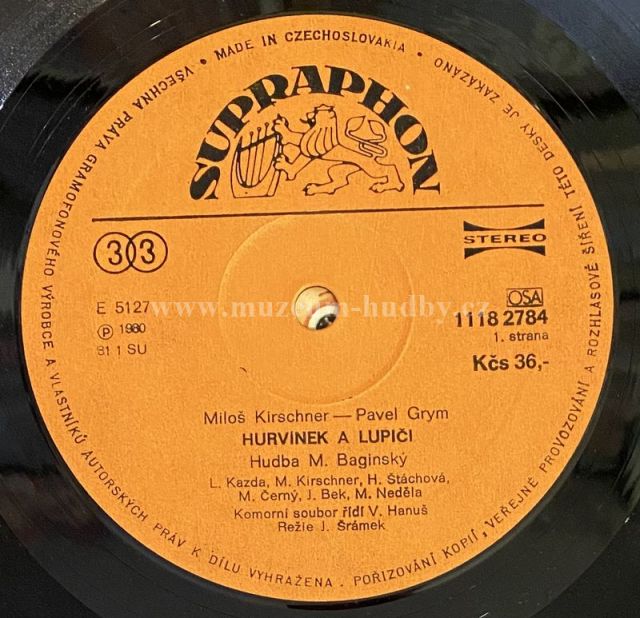 VŠECHNA PRÁVA GRAMOFONOVÉHO VÝROBCE A VLASTNÍKŮ AUTORSKÝCH PRÁV K DÍLU VYHRAŽENA . POŘIZOVÁNÍ KOPIÍ, VEŘEJNÉ PROVOZOVÁNÍ A ROZHLASOVÉ ŠÍŘENÍ TÉTO DESKY JE ZAKÁZÁNO • MADE IN CZECHOSLOVAKIA •
SUPRAPHON
33
STEREO
E 5127
℗ 1980
81 1 SU
www.muzeum-hudby.cz
OSA
1118 2784
1. strana
Kčs 36,-
Miloš Kirschner — Pavel Grym
HURVÍNEK A LUPIČI
Hudba M. Baginský
L. Kazda, M. Kirschner, H. Štáchová,
M. Černý, J. Bek, M. Neděla
Komorní soubor řídí V. Hanuš
Režie J. Šrámek